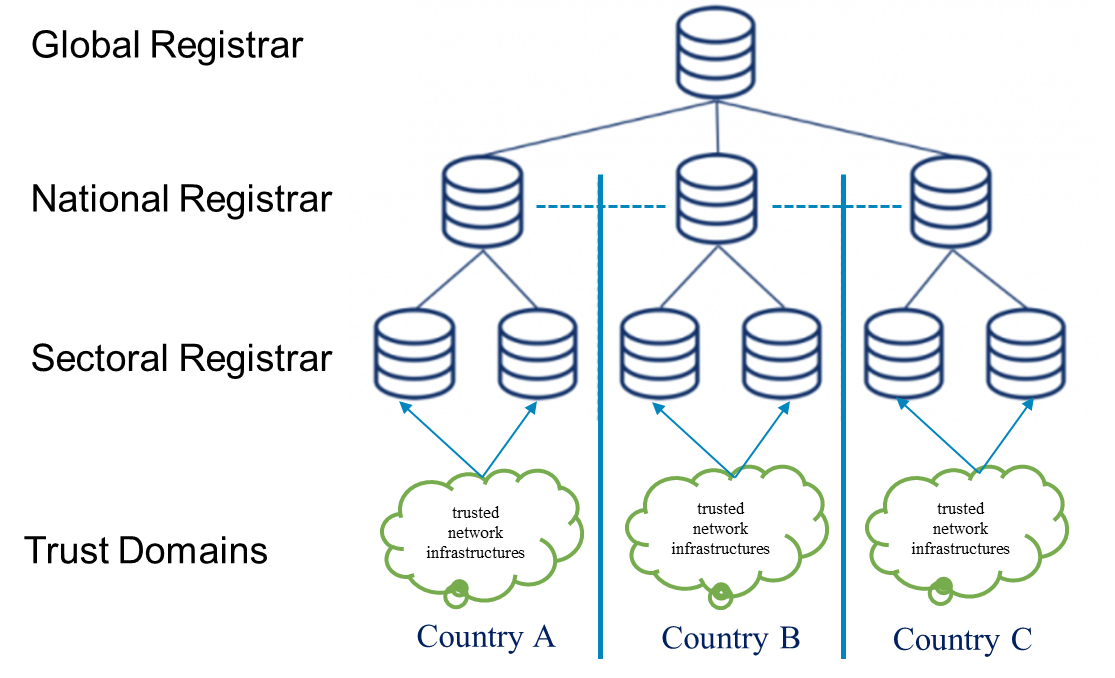 Global Registrar
National Registrar
Sectoral Registrar
Trust Domains
trusted
network
infrastructures
trusted
network
infrastructures
trusted
network
infrastructures
Country A
Country B
Country C